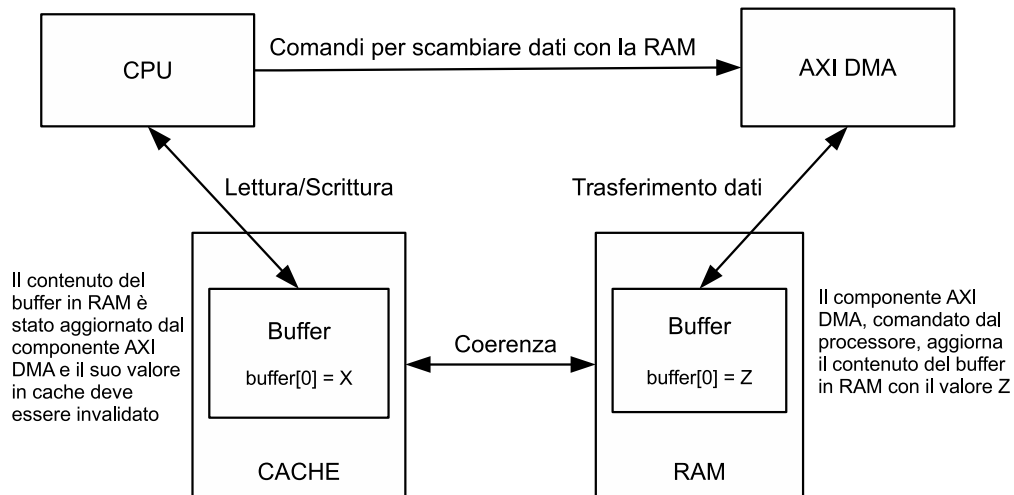 Comandi per scambiare dati con la RAM
CPU
AXI DMA
Lettura/Scrittura
Trasferimento dati
Il contenuto del
buffer in RAM è
stato aggiornato dal
componente AXI
DMA e il suo valore
in cache deve
essere invalidato
Buffer
buffer[0] = X
CACHE
Coerenza
Buffer
buffer[0] = Z
RAM
Il componente AXI
DMA, comandato dal
processore, aggiorna
il contenuto del buffer
in RAM con il valore Z